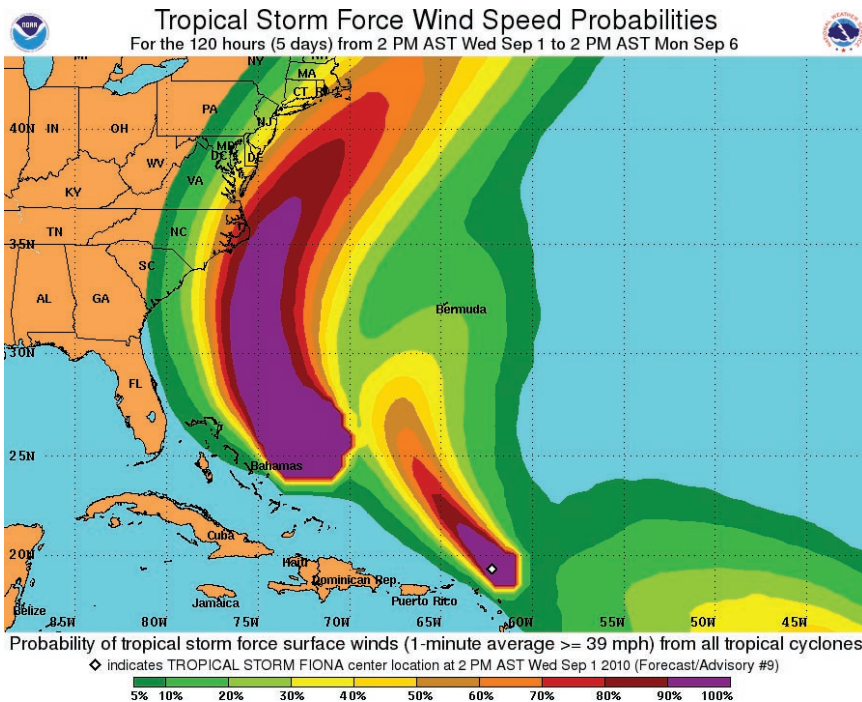 Tropical Storm Force Wind Speed Probabilities
For the 120 hours (5 days) from 2 PM AST Wed Sep 1 to 2 PM AST Mon Sep 6
NOAA
NY
MA
CT
PA
NJ
40N
IN
OH
MD
DC
DE
WV
VA
KY
TN
NC
35N
SC
AL
GA
Bermuda
30N
FL
25N
Bahamas
20N
Cuba
Haiti
Dominican Rep.
Jamaica
Puerto Rico
Belize
85W
80W
75W
70W
65W
60W
55W
50W
45W
Probability of tropical storm force surface winds (1-minute average >= 39 mph) from all tropical cyclones
◇ indicates TROPICAL STORM FIONA center location at 2 PM AST Wed Sep 1 2010 (Forecast/Advisory #9)
5% 10% 20% 30% 40% 50% 60% 70% 80% 90% 100%